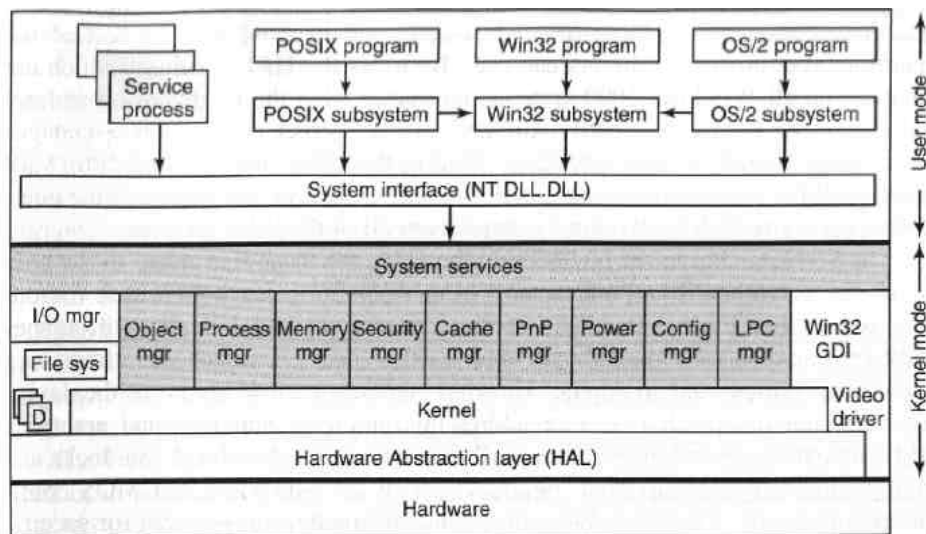 POSIX program
Win32 program
OS/2 program
Service
process
POSIX subsystem
Win32 subsystem
OS/2 subsystem
System interface (NT DLL.DLL)
User mode
System services
I/O mgr
File sys
D
Object
mgr
Process
mgr
Memory
mgr
Security
mgr
Cache
mgr
PnP
mgr
Power
mgr
Config
mgr
LPC
mgr
Win32
GDI
Kernel
Video
driver
Hardware Abstraction layer (HAL)
Kernel mode
Hardware